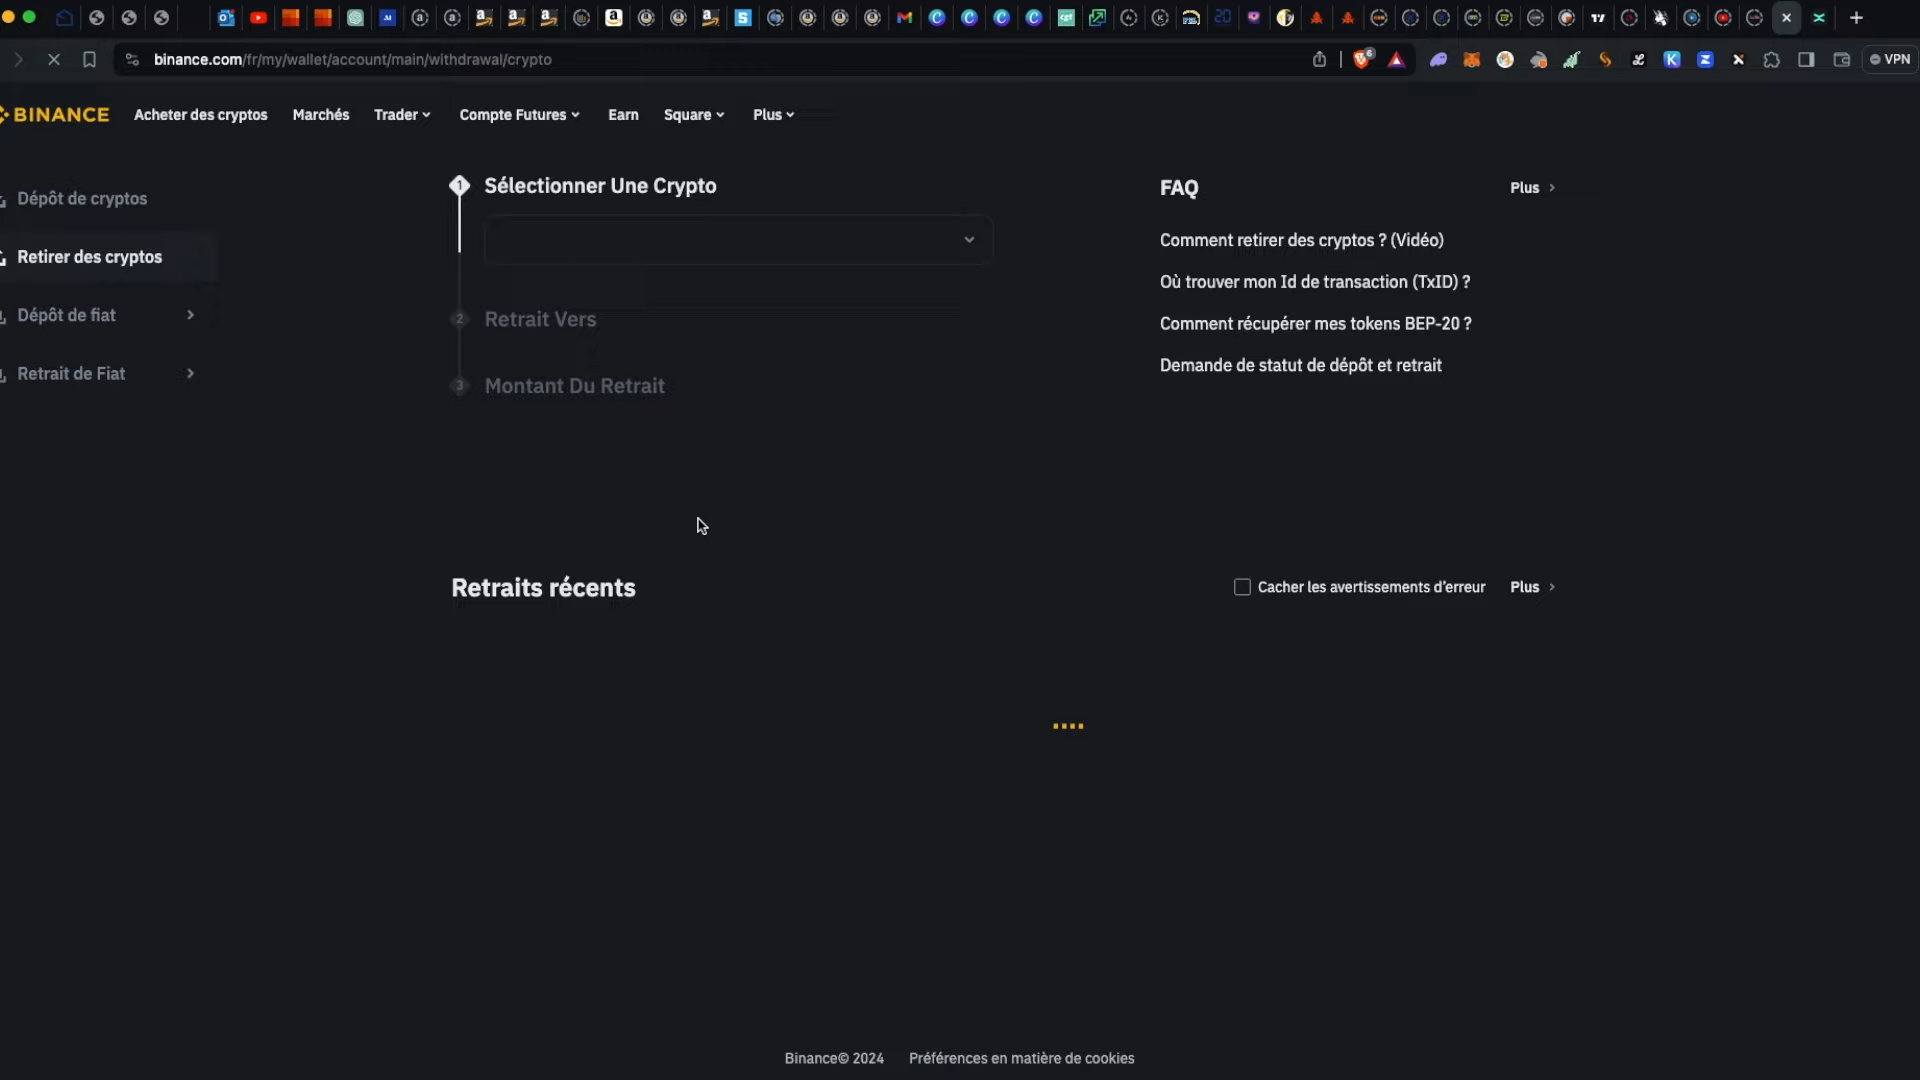 binance.com/fr/my/wallet/account/main/withdrawal/crypto
6
VPN
BINANCE
Acheter des cryptos
Marchés
Trader
Compte Futures
Earn
Square
Plus
Dépôt de cryptos
Retirer des cryptos
Dépôt de fiat
Retrait de Fiat
1
Sélectionner Une Crypto
2
Retrait Vers
3
Montant Du Retrait
FAQ
Plus
Comment retirer des cryptos ? (Vidéo)
Où trouver mon Id de transaction (TxID) ?
Comment récupérer mes tokens BEP-20 ?
Demande de statut de dépôt et retrait
Retraits récents
Cacher les avertissements d'erreur
Plus
Binance© 2024
Préférences en matière de cookies